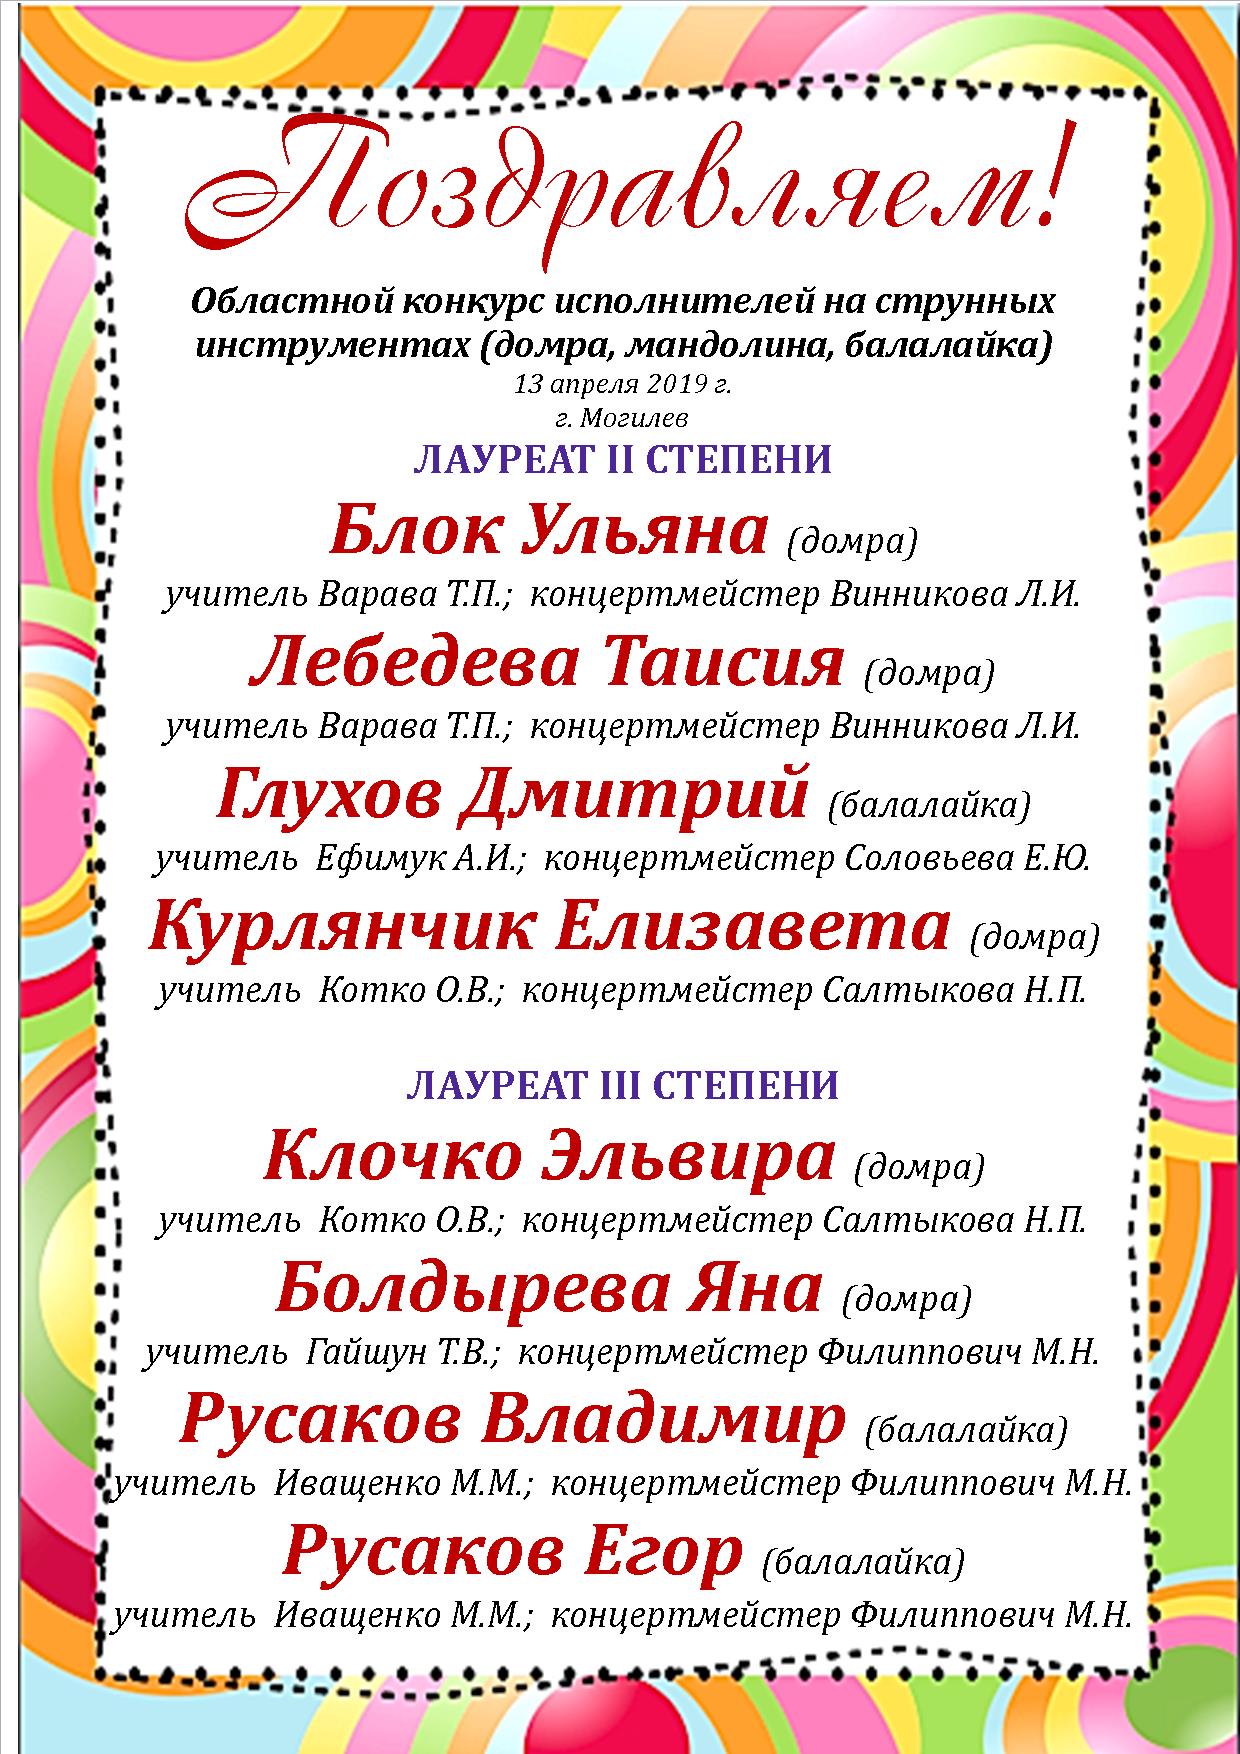 Поздравляем!
Областной конкурс исполнителей на струнных
инструментах (домра, мандолина, балалайка)
13 апреля 2019 г.
г. Могилев
ЛАУРЕАТ II СТЕПЕНИ
Блок Ульяна (домра)
учитель Варава Т.П.; концертмейстер Винникова Л.И.
Лебедева Таисия (домра)
учитель Варава Т.П.; концертмейстер Винникова Л.И.
Глухов Дмитрий (балалайка)
учитель Ефимук А.И.; концертмейстер Соловьева Е.Ю.
Курлянчик Елизавета (домра)
учитель Котко О.В.; концертмейстер Салтыкова Н.П.
ЛАУРЕАТ III СТЕПЕНИ
Клочко Эльвира (домра)
учитель Котко О.В.; концертмейстер Салтыкова Н.П.
Болдырева Яна (домра)
учитель Гайшун Т.В.; концертмейстер Филиппович М.Н.
Русаков Владимир (балалайка)
учитель Иващенко М.М.; концертмейстер Филиппович М.Н.
Русаков Егор (балалайка)
учитель Иващенко М.М.; концертмейстер Филиппович М.Н.